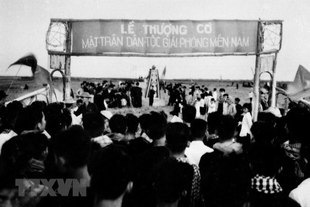 LỄ THƯỢNG CỜ
MẶT TRẬN DÂN-TỘC GIẢI-PHÓNG MIỀN NAM
TTXVN